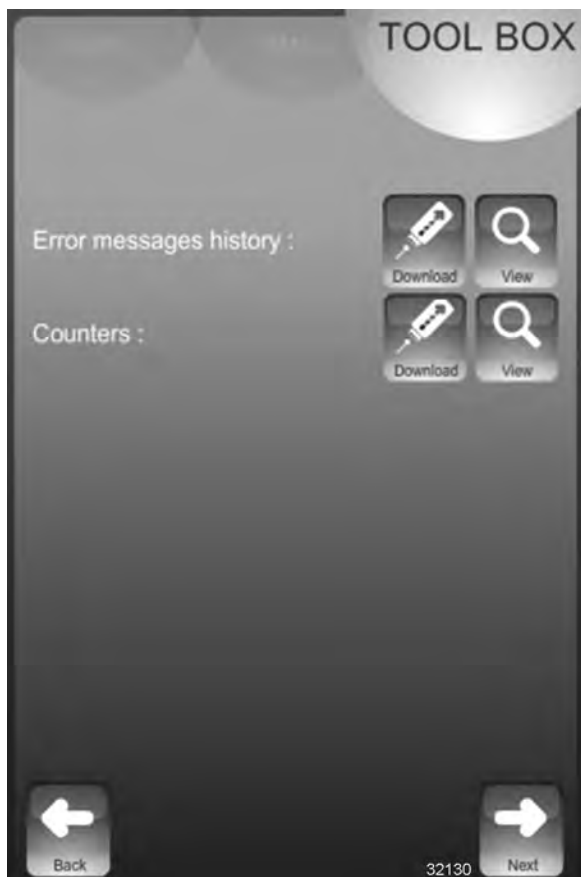 TOOL BOX
Error messages history :
Download
View
Counters :
Download
View
Back
32130
Next